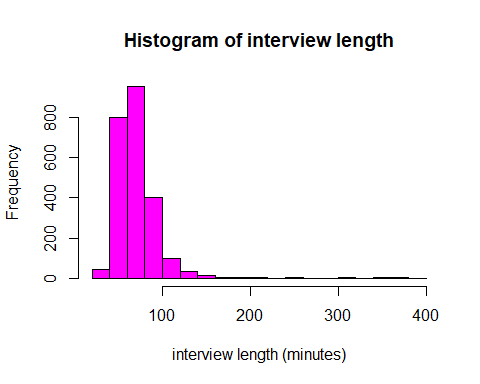 Histogram of interview length
Frequency
800
600
400
200
0
100 200 300 400
interview length (minutes)